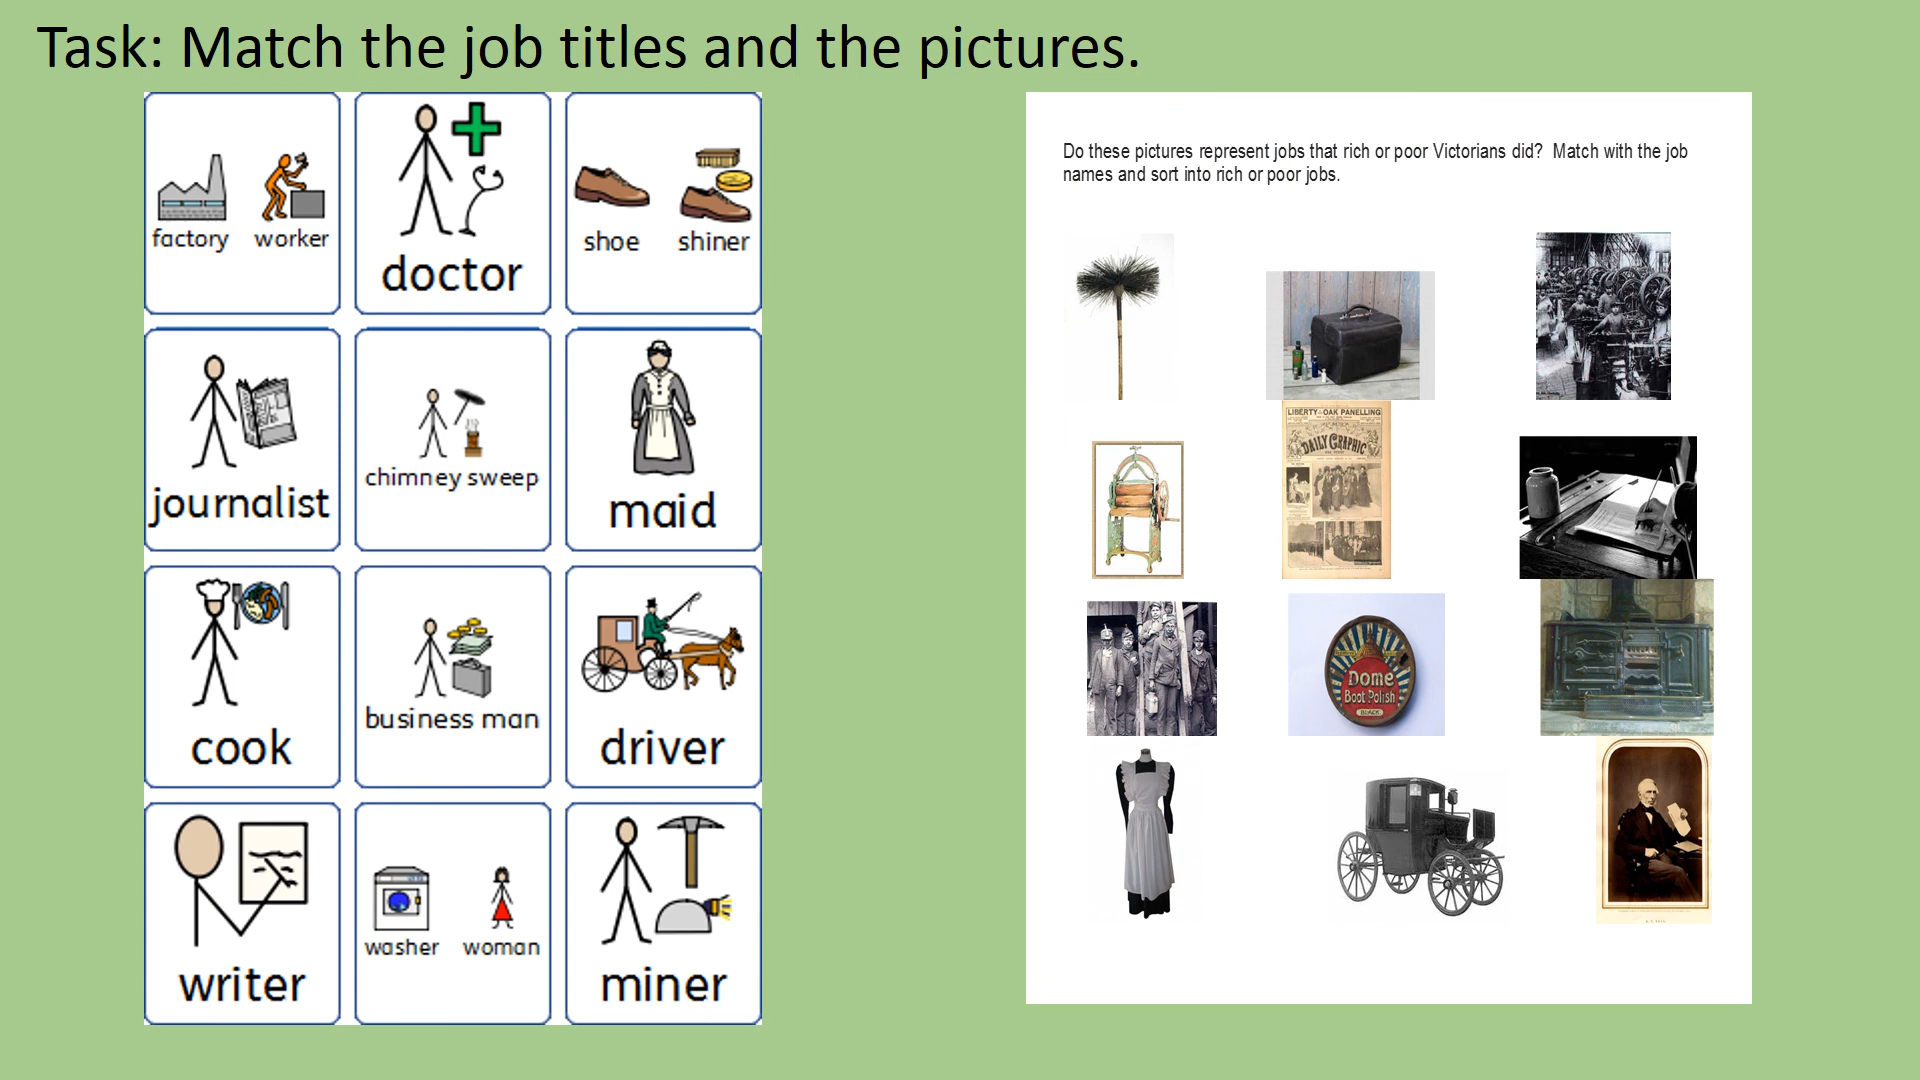 Task: Match the job titles and the pictures.
factory worker
doctor
shoe shiner
journalist
chimney sweep
maid
cook
business man
driver
writer
washer woman
miner
Do these pictures represent jobs that rich or poor Victorians did? Match with the job
names and sort into rich or poor jobs.
LIBERTY OAK PANELLING
DAILY GRAPHIC
Dome
Boot Polish
BLACK